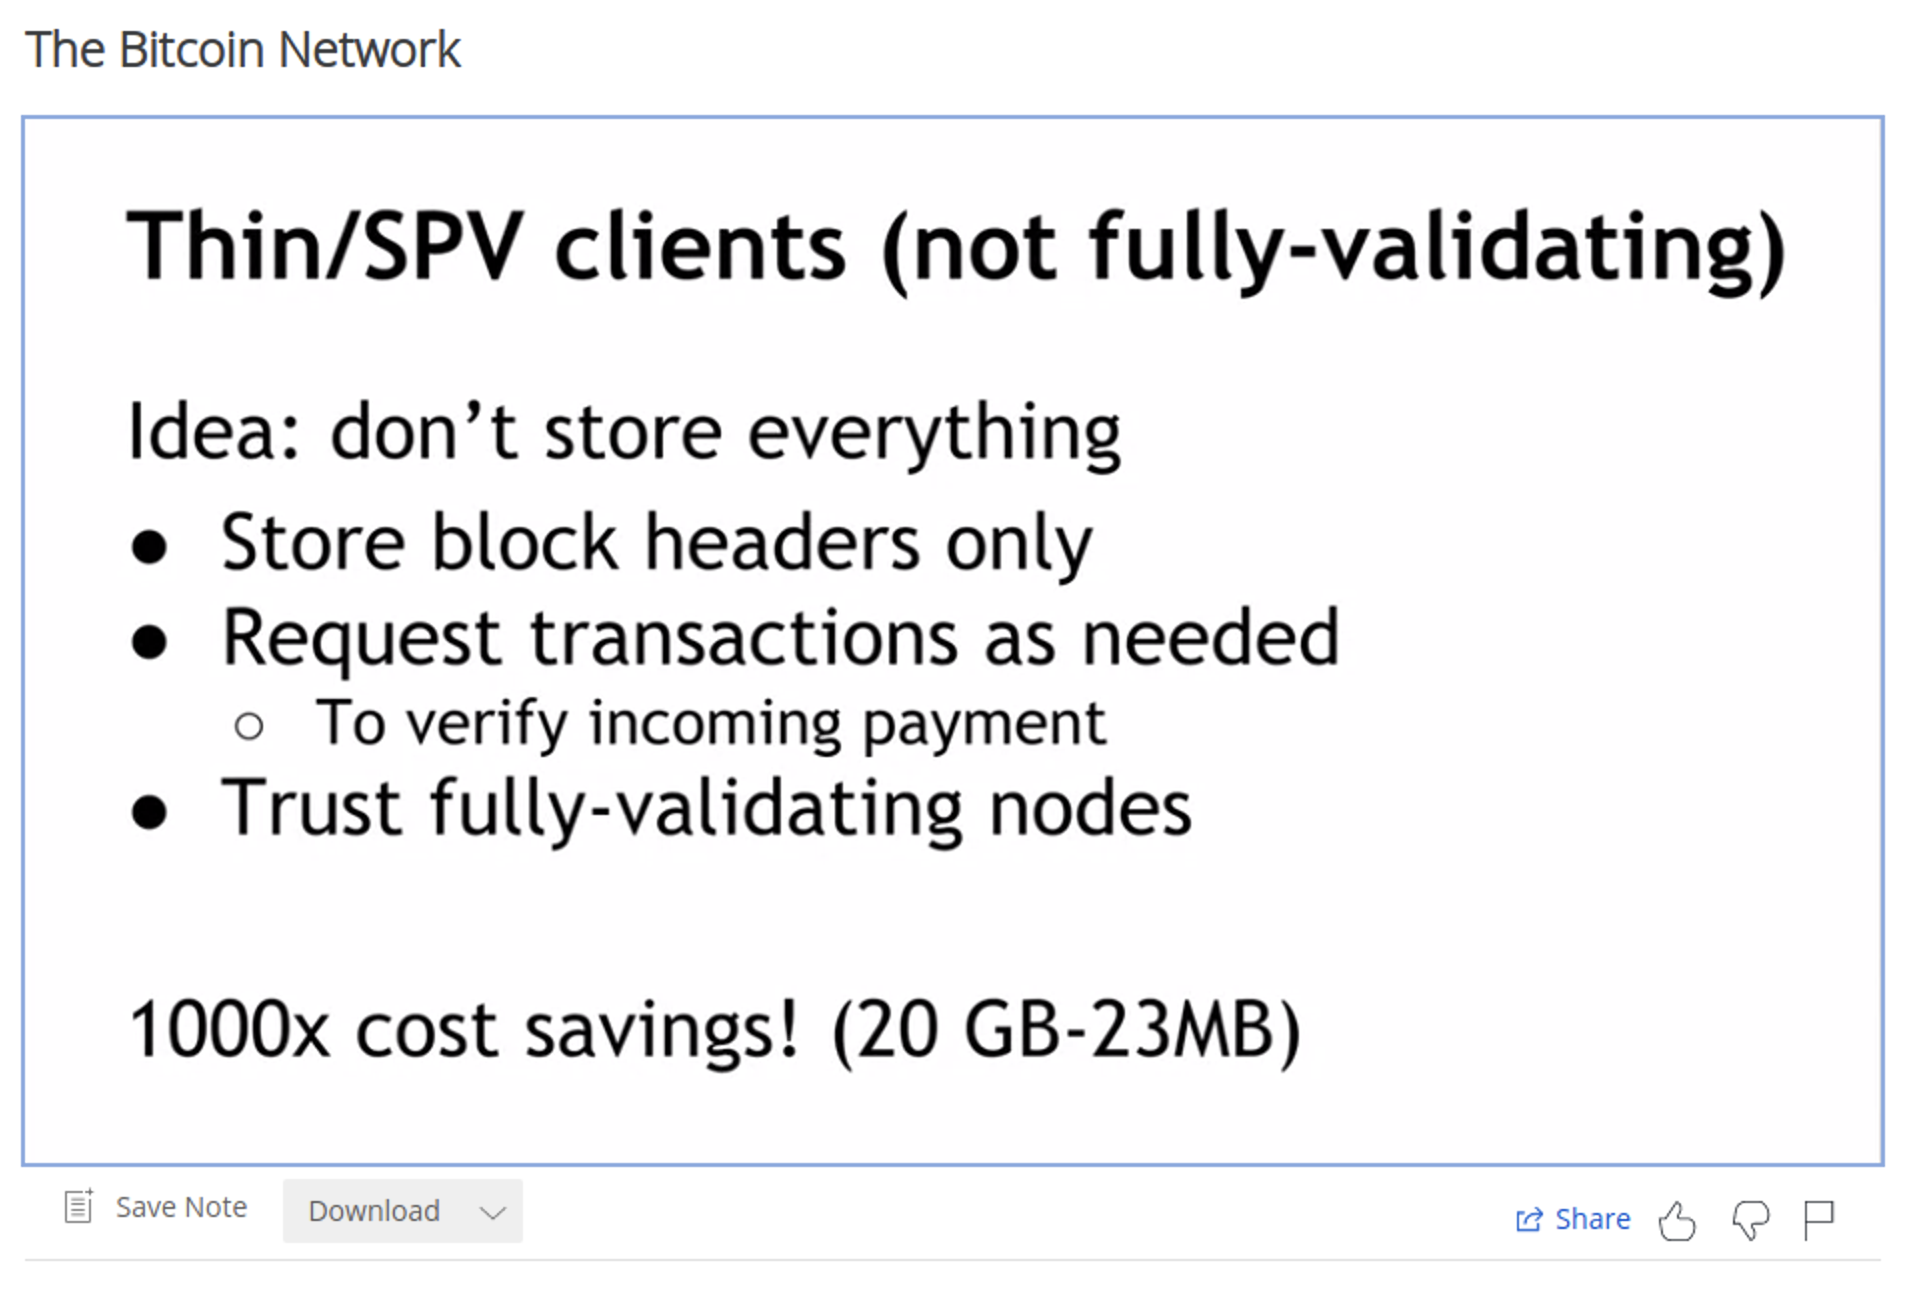 The Bitcoin Network
Thin/SPV clients (not fully-validating)
Idea: don’t store everything
● Store block headers only
● Request transactions as needed
○ To verify incoming payment
● Trust fully-validating nodes
1000x cost savings! (20 GB-23MB)
Save Note
Download
Share